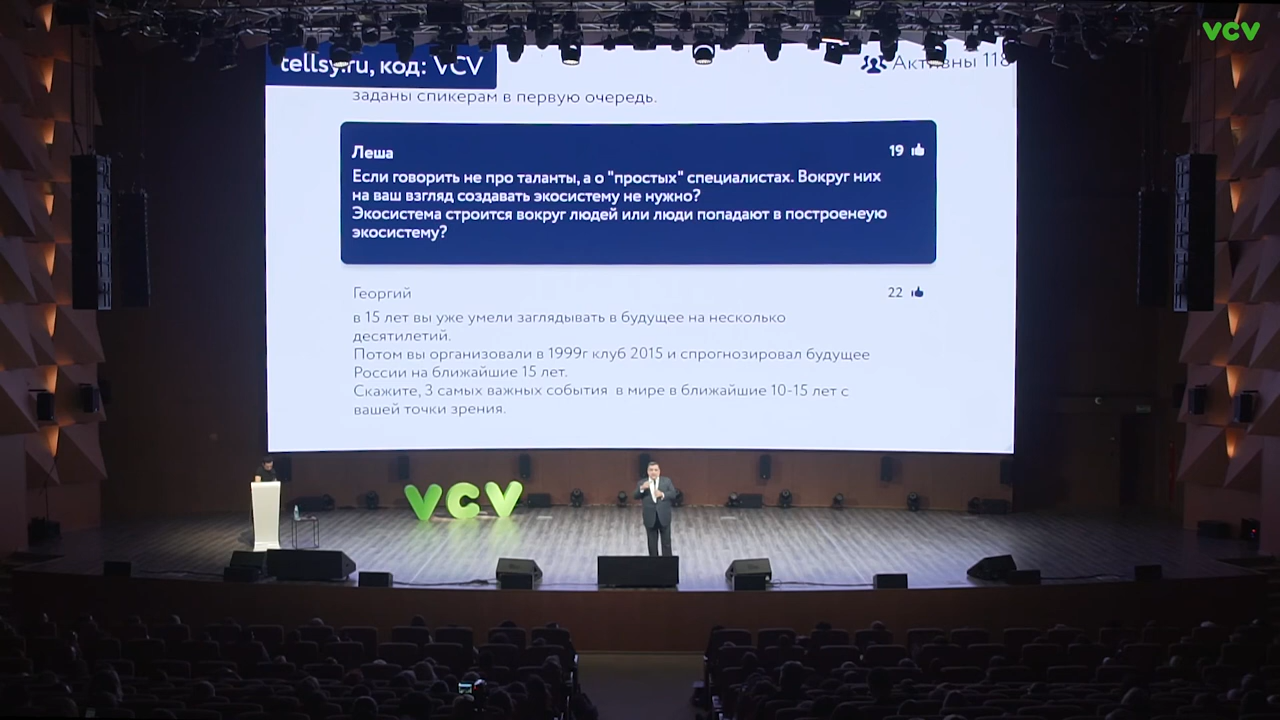 VCV
tellsy.ru, код: VCV
Активны 118
заданы спикерам в первую очередь.
Леша
19
Если говорить не про таланты, а о "простых" специалистах. Вокруг них
на ваш взгляд создавать экосистему не нужно?
Экосистема строится вокруг людей или люди попадают в построенеую
экосистему?
Георгий
22
в 15 лет вы уже умели заглядывать в будущее на несколько
десятилетий.
Потом вы организовали в 1999г клуб 2015 и спрогнозировал будущее
России на ближайшие 15 лет.
Скажите, 3 самых важных события в мире в ближайшие 10-15 лет с
вашей точки зрения.
VCV